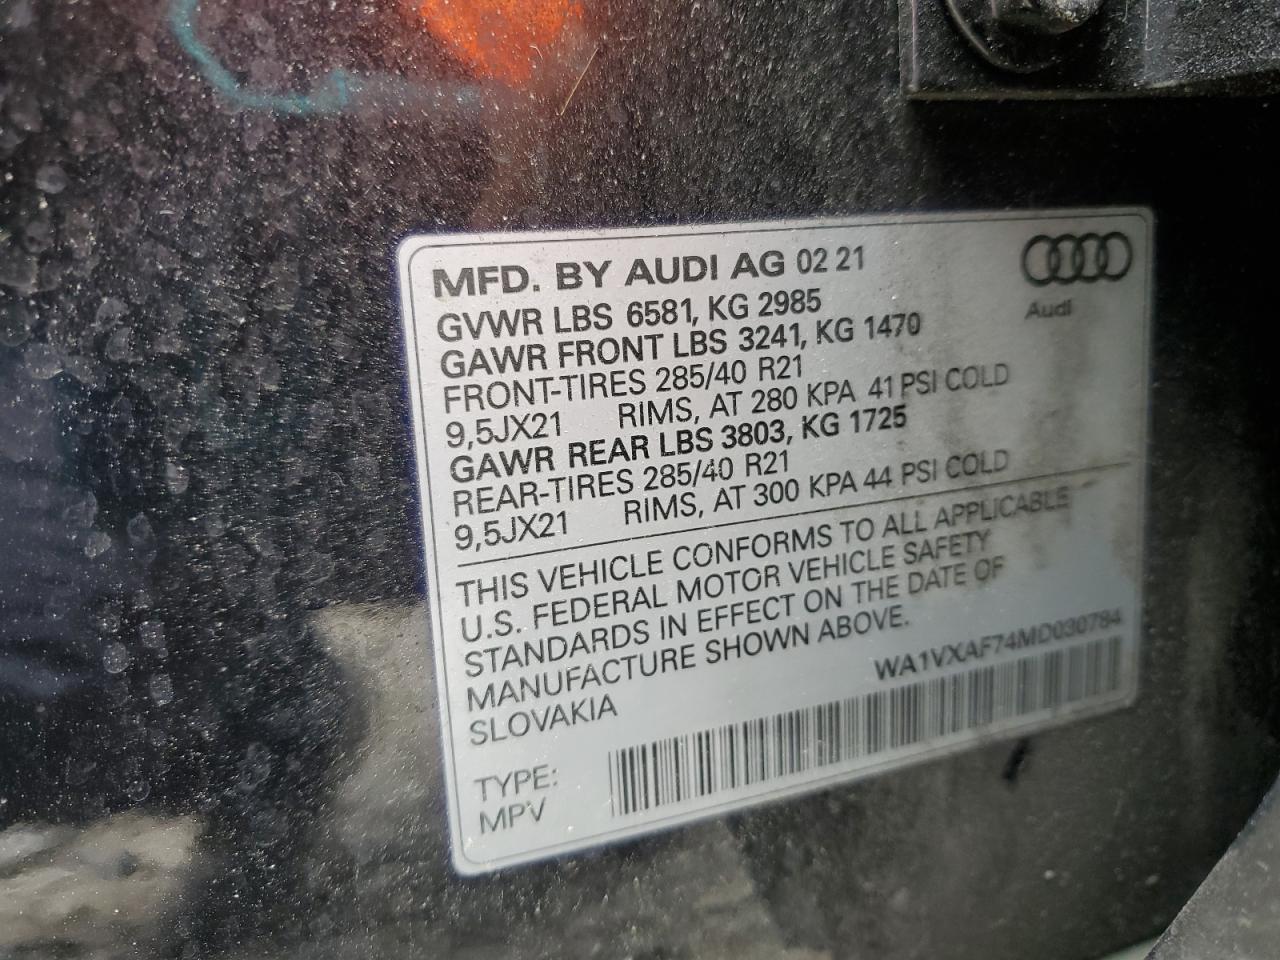 MFD. BY AUDI AG 02 21
Audi
GVWR LBS 6581, KG 2985
GAWR FRONT LBS 3241, KG 1470
FRONT-TIRES 285/40 R21
9,5JX21 RIMS, AT 280 KPA 41 PSI COLD
GAWR REAR LBS 3803, KG 1725
REAR-TIRES 285/40 R21
9,5JX21 RIMS, AT 300 KPA 44 PSI COLD
THIS VEHICLE CONFORMS TO ALL APPLICABLE
U.S. FEDERAL MOTOR VEHICLE SAFETY
STANDARDS IN EFFECT ON THE DATE OF
MANUFACTURE SHOWN ABOVE.
SLOVAKIA
WA1VXAF74MD030784
TYPE:
MPV